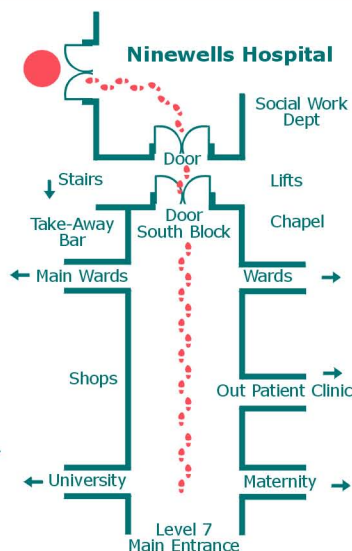 Ninewells Hospital
Social Work
Dept
Door
Stairs
Lifts
Take-Away
Bar
Door
South Block
Chapel
Main Wards
Wards
Shops
Out Patient Clinic
University
Maternity
Level 7
Main Entrance